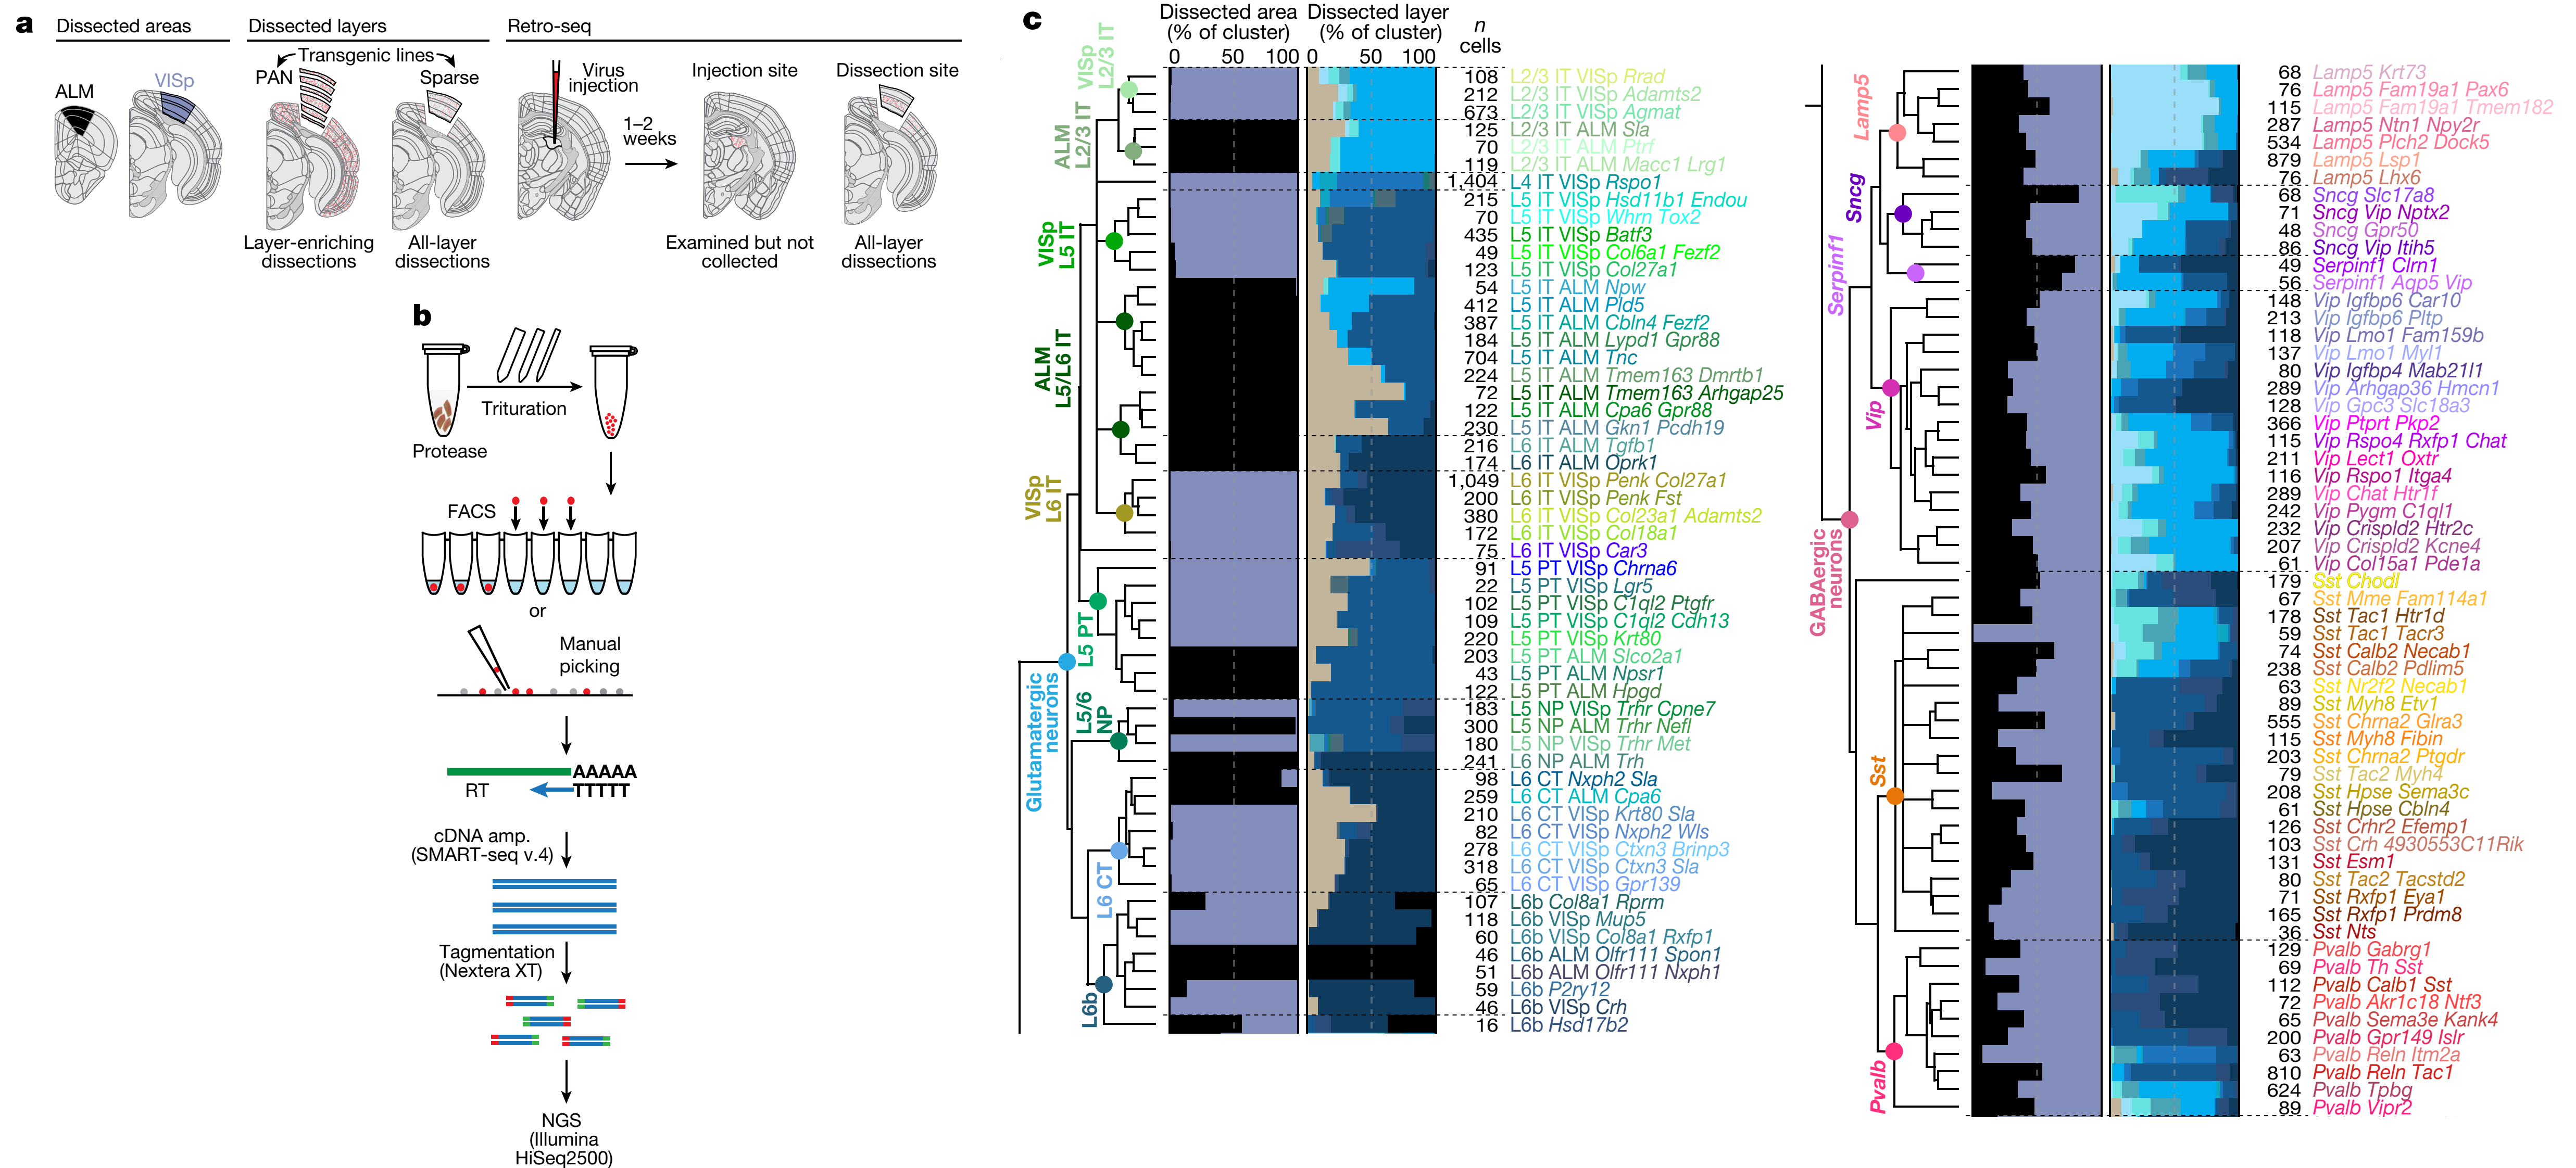 a
Dissected areas
Dissected layers
Retro-seq
Transgenic lines
PAN
Sparse
ALM
VISp
Virus
injection
1–2
weeks
Injection site
Dissection site
Layer-enriching
dissections
All-layer
dissections
Examined but not
collected
All-layer
dissections
b
Protease
Trituration
FACS
or
Manual
picking
AAAAA
TTTTT
RT
cDNA amp.
(SMART-seq v.4)
Tagmentation
(Nextera XT)
NGS
(Illumina
HiSeq2500)
c
Dissected area
(% of cluster)
0 50 100
Dissected layer
(% of cluster)
0 50 100
n
cells
VISp
L2/3 IT
ALM
L2/3 IT
VISp
L5 IT
ALM
L5/L6 IT
VISp
L6 IT
L5 PT
Glutamatergic
neurons
L5/6
NP
L6 CT
L6b
108 L2/3 IT VISp Rrad
212 L2/3 IT VISp Adamts2
673 L2/3 IT VISp Agmat
125 L2/3 IT ALM Sla
70 L2/3 IT ALM Ptrf
119 L2/3 IT ALM Macc1 Lrg1
1,404 L4 IT VISp Rspo1
215 L5 IT VISp Hsd11b1 Endou
70 L5 IT VISp Whrn Tox2
435 L5 IT VISp Batf3
49 L5 IT VISp Col6a1 Fezf2
123 L5 IT VISp Col27a1
54 L5 IT ALM Npw
412 L5 IT ALM Pld5
387 L5 IT ALM Cbln4 Fezf2
184 L5 IT ALM Lypd1 Gpr88
704 L5 IT ALM Tnc
224 L5 IT ALM Tmem163 Dmrtb1
72 L5 IT ALM Tmem163 Arhgap25
122 L5 IT ALM Cpa6 Gpr88
230 L5 IT ALM Gkn1 Pcdh19
216 L6 IT ALM Tgfb1
174 L6 IT ALM Oprk1
1,049 L6 IT VISp Penk Col27a1
200 L6 IT VISp Penk Fst
380 L6 IT VISp Col23a1 Adamts2
172 L6 IT VISp Col18a1
75 L6 IT VISp Car3
91 L5 PT VISp Chrna6
22 L5 PT VISp Lgr5
102 L5 PT VISp C1ql2 Ptgfr
109 L5 PT VISp C1ql2 Cdh13
220 L5 PT VISp Krt80
203 L5 PT ALM Slco2a1
43 L5 PT ALM Npsr1
122 L5 PT ALM Hpgd
183 L5 NP VISp Trhr Cpne7
300 L5 NP ALM Trhr Nefl
180 L5 NP VISp Trhr Met
241 L6 NP ALM Trh
98 L6 CT Nxph2 Sla
259 L6 CT ALM Cpa6
210 L6 CT VISp Krt80 Sla
82 L6 CT VISp Nxph2 Wls
278 L6 CT VISp Ctxn3 Brinp3
318 L6 CT VISp Ctxn3 Sla
65 L6 CT VISp Gpr139
107 L6b Col8a1 Rprm
118 L6b VISp Mup5
60 L6b VISp Col8a1 Rxfp1
46 L6b ALM Olfr111 Spon1
51 L6b ALM Olfr111 Nxph1
59 L6b P2ry12
46 L6b VISp Crh
16 L6b Hsd17b2
Lamp5
Sncg
Serpinf1
Vip
GABAergic
neurons
Sst
Pvalb
68 Lamp5 Krt73
76 Lamp5 Fam19a1 Pax6
115 Lamp5 Fam19a1 Tmem182
287 Lamp5 Ntn1 Npy2r
534 Lamp5 Plch2 Dock5
879 Lamp5 Lsp1
76 Lamp5 Lhx6
68 Sncg Slc17a8
71 Sncg Vip Nptx2
48 Sncg Gpr50
86 Sncg Vip Itih5
49 Serpinf1 Clrn1
56 Serpinf1 Aqp5 Vip
148 Vip Igfbp6 Car10
213 Vip Igfbp6 Pltp
118 Vip Lmo1 Fam159b
137 Vip Lmo1 Myl1
80 Vip Igfbp4 Mab21l1
289 Vip Arhgap36 Hmcn1
128 Vip Gpc3 Slc18a3
366 Vip Ptprt Pkp2
115 Vip Rspo4 Rxfp1 Chat
211 Vip Lect1 Oxtr
116 Vip Rspo1 Itga4
289 Vip Chat Htr1f
242 Vip Pygm C1ql1
232 Vip Crispld2 Htr2c
207 Vip Crispld2 Kcne4
61 Vip Col15a1 Pde1a
179 Sst Chodl
67 Sst Mme Fam114a1
178 Sst Tac1 Htr1d
59 Sst Tac1 Tacr3
74 Sst Calb2 Necab1
238 Sst Calb2 Pdlim5
63 Sst Nr2f2 Necab1
89 Sst Myh8 Etv1
555 Sst Chrna2 Glra3
115 Sst Myh8 Fibin
203 Sst Chrna2 Ptgdr
79 Sst Tac2 Myh4
208 Sst Hpse Sema3c
61 Sst Hpse Cbln4
126 Sst Crhr2 Efemp1
103 Sst Crh 4930553C11Rik
131 Sst Esm1
80 Sst Tac2 Tacstd2
71 Sst Rxfp1 Eya1
165 Sst Rxfp1 Prdm8
36 Sst Nts
129 Pvalb Gabrg1
69 Pvalb Th Sst
112 Pvalb Calb1 Sst
72 Pvalb Akr1c18 Ntf3
65 Pvalb Sema3e Kank4
200 Pvalb Gpr149 Islr
63 Pvalb Reln Itm2a
810 Pvalb Reln Tac1
624 Pvalb Tpbg
89 Pvalb Vipr2